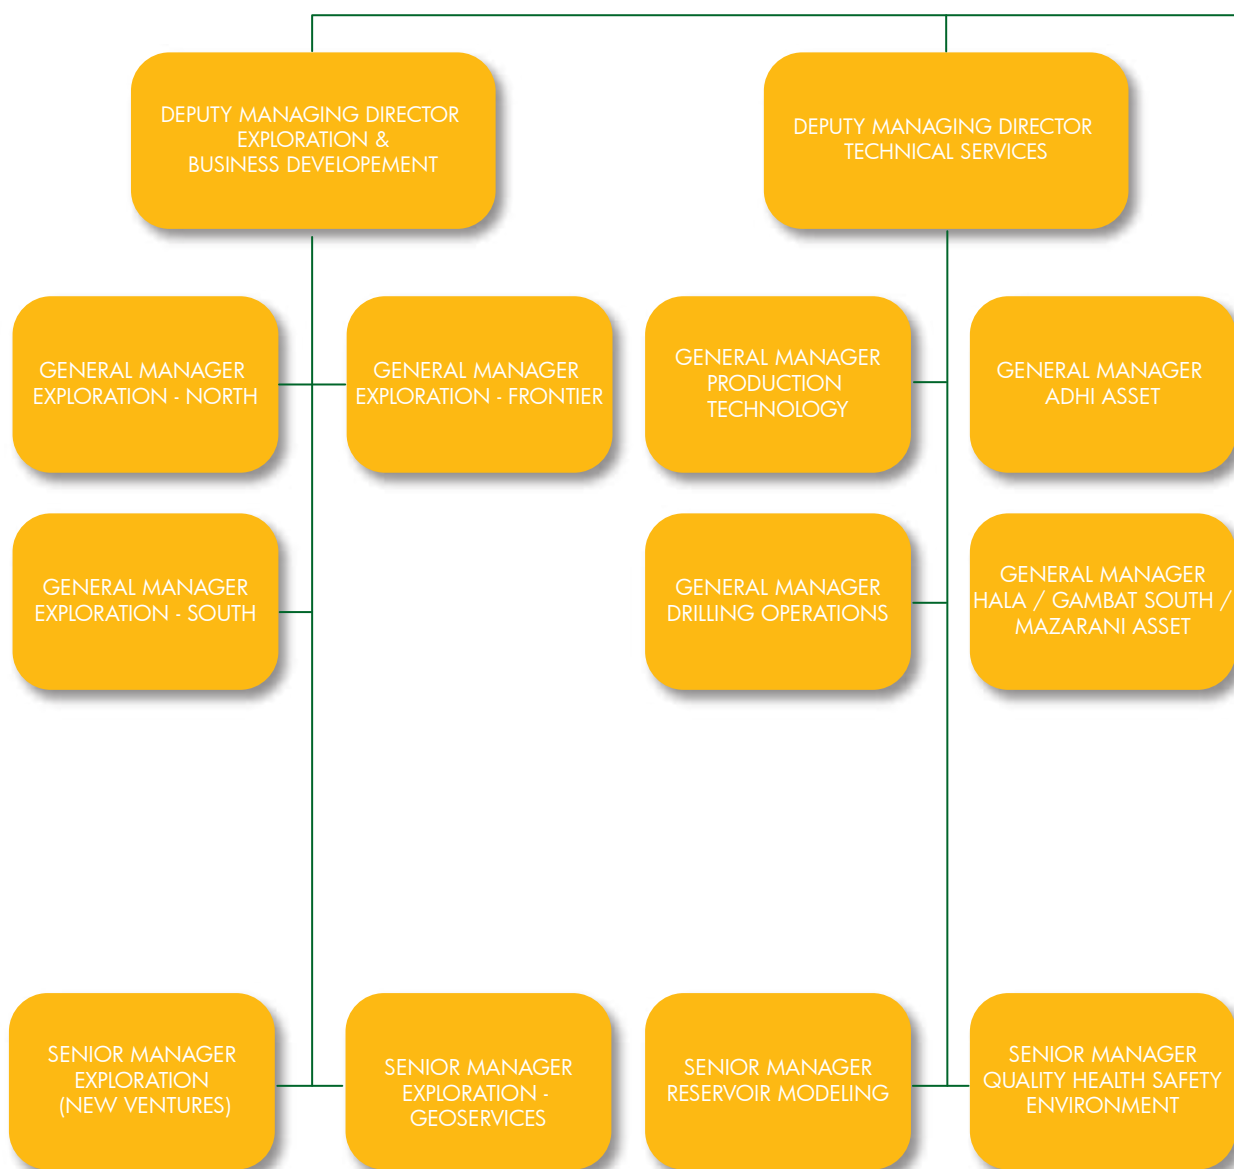 DEPUTY MANAGING DIRECTOR
EXPLORATION &
BUSINESS DEVELOPEMENT
DEPUTY MANAGING DIRECTOR
TECHNICAL SERVICES
GENERAL MANAGER
EXPLORATION - NORTH
GENERAL MANAGER
EXPLORATION - FRONTIER
GENERAL MANAGER
PRODUCTION
TECHNOLOGY
GENERAL MANAGER
ADHI ASSET
GENERAL MANAGER
EXPLORATION - SOUTH
GENERAL MANAGER
DRILLING OPERATIONS
GENERAL MANAGER
HALA / GAMBAT SOUTH /
MAZARANI ASSET
SENIOR MANAGER
EXPLORATION
(NEW VENTURES)
SENIOR MANAGER
EXPLORATION -
GEOSERVICES
SENIOR MANAGER
RESERVOIR MODELING
SENIOR MANAGER
QUALITY HEALTH SAFETY
ENVIRONMENT